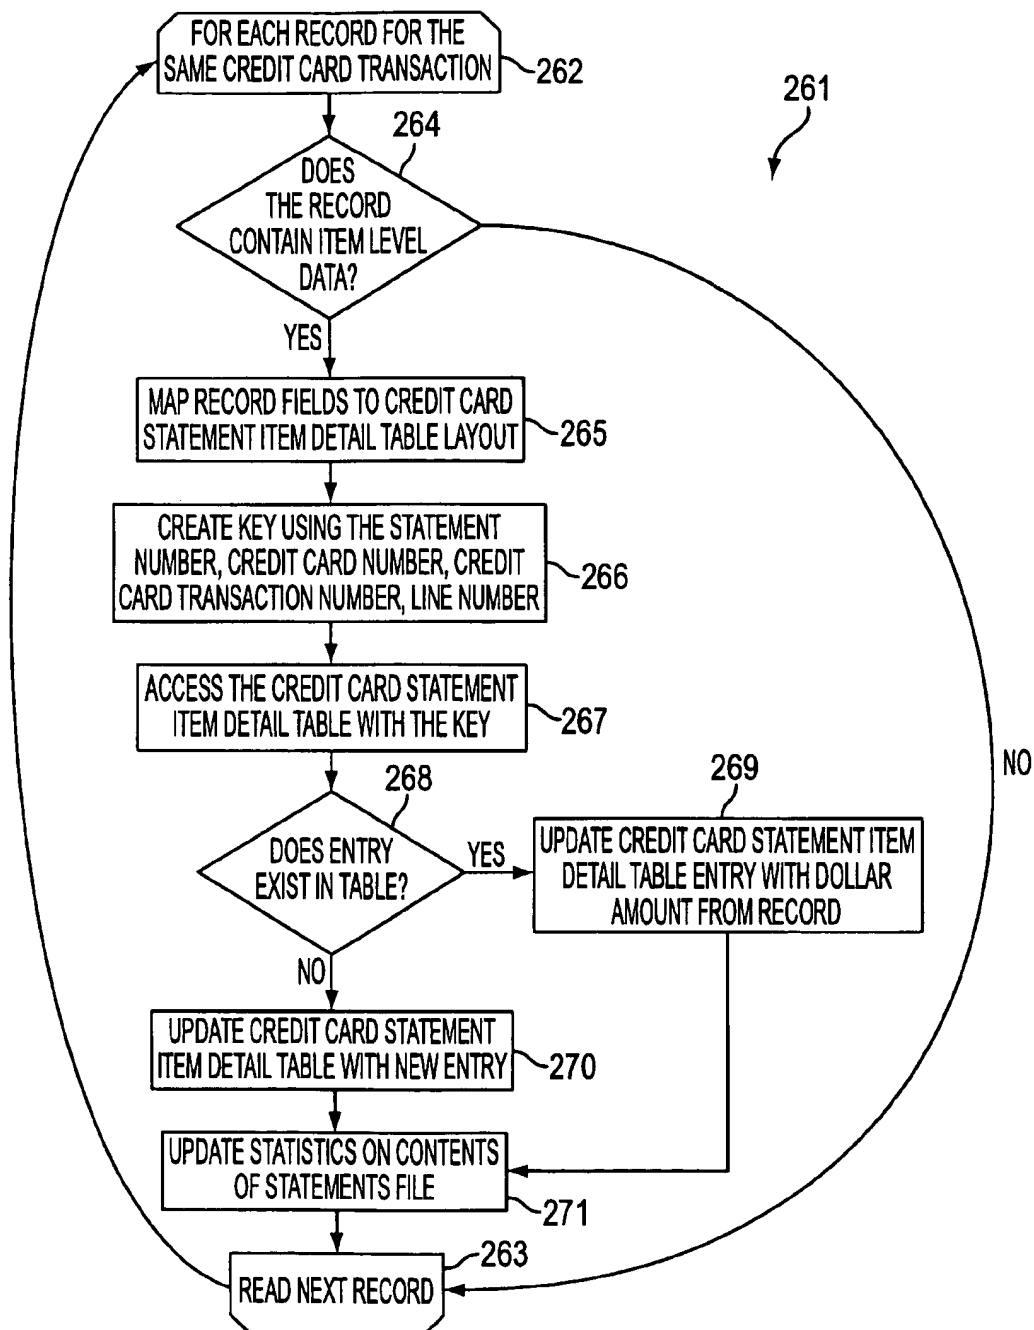 FOR EACH RECORD FOR THE
SAME CREDIT CARD TRANSACTION
262
261
264
DOES
THE RECORD
CONTAIN ITEM LEVEL
DATA?
YES
MAP RECORD FIELDS TO CREDIT CARD
STATEMENT ITEM DETAIL TABLE LAYOUT
265
CREATE KEY USING THE STATEMENT
NUMBER, CREDIT CARD NUMBER, CREDIT
CARD TRANSACTION NUMBER, LINE NUMBER
266
ACCESS THE CREDIT CARD STATEMENT
ITEM DETAIL TABLE WITH THE KEY
267
NO
268
DOES ENTRY
EXIST IN TABLE?
YES
269
UPDATE CREDIT CARD STATEMENT ITEM
DETAIL TABLE ENTRY WITH DOLLAR
AMOUNT FROM RECORD
NO
UPDATE CREDIT CARD STATEMENT
ITEM DETAIL TABLE WITH NEW ENTRY
270
UPDATE STATISTICS ON CONTENTS
OF STATEMENTS FILE
271
263
READ NEXT RECORD